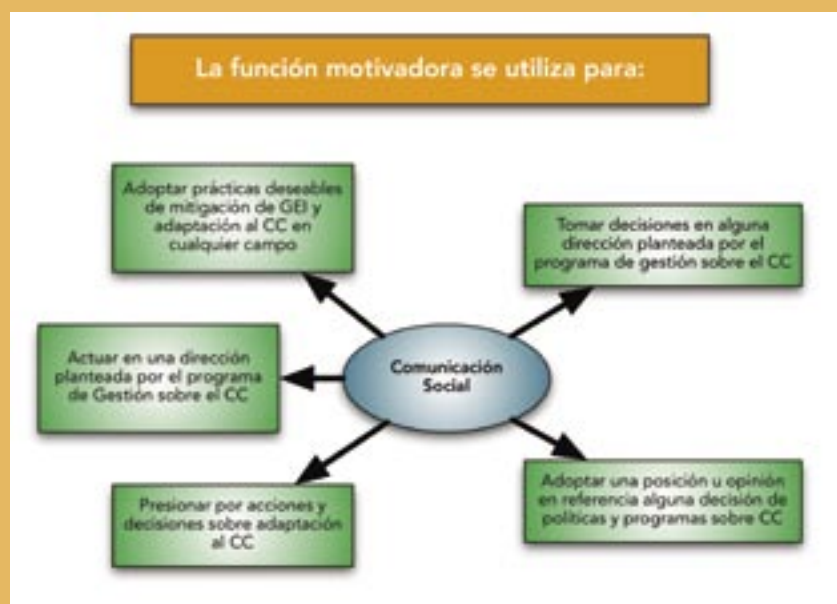 La función motivadora se utiliza para:
Adoptar prácticas deseables
de mitigación de GEI y
adaptación al CC en
cualquier campo
Tomar decisiones en alguna
dirección planteada por el
programa de gestión sobre el CC
Actuar en una dirección
planteada por el programa
de Gestión sobre el CC
Comunicación
Social
Presionar por acciones y
decisiones sobre adaptación
al CC
Adoptar una posición u opinión
en referencia alguna decisión de
políticas y programas sobre CC